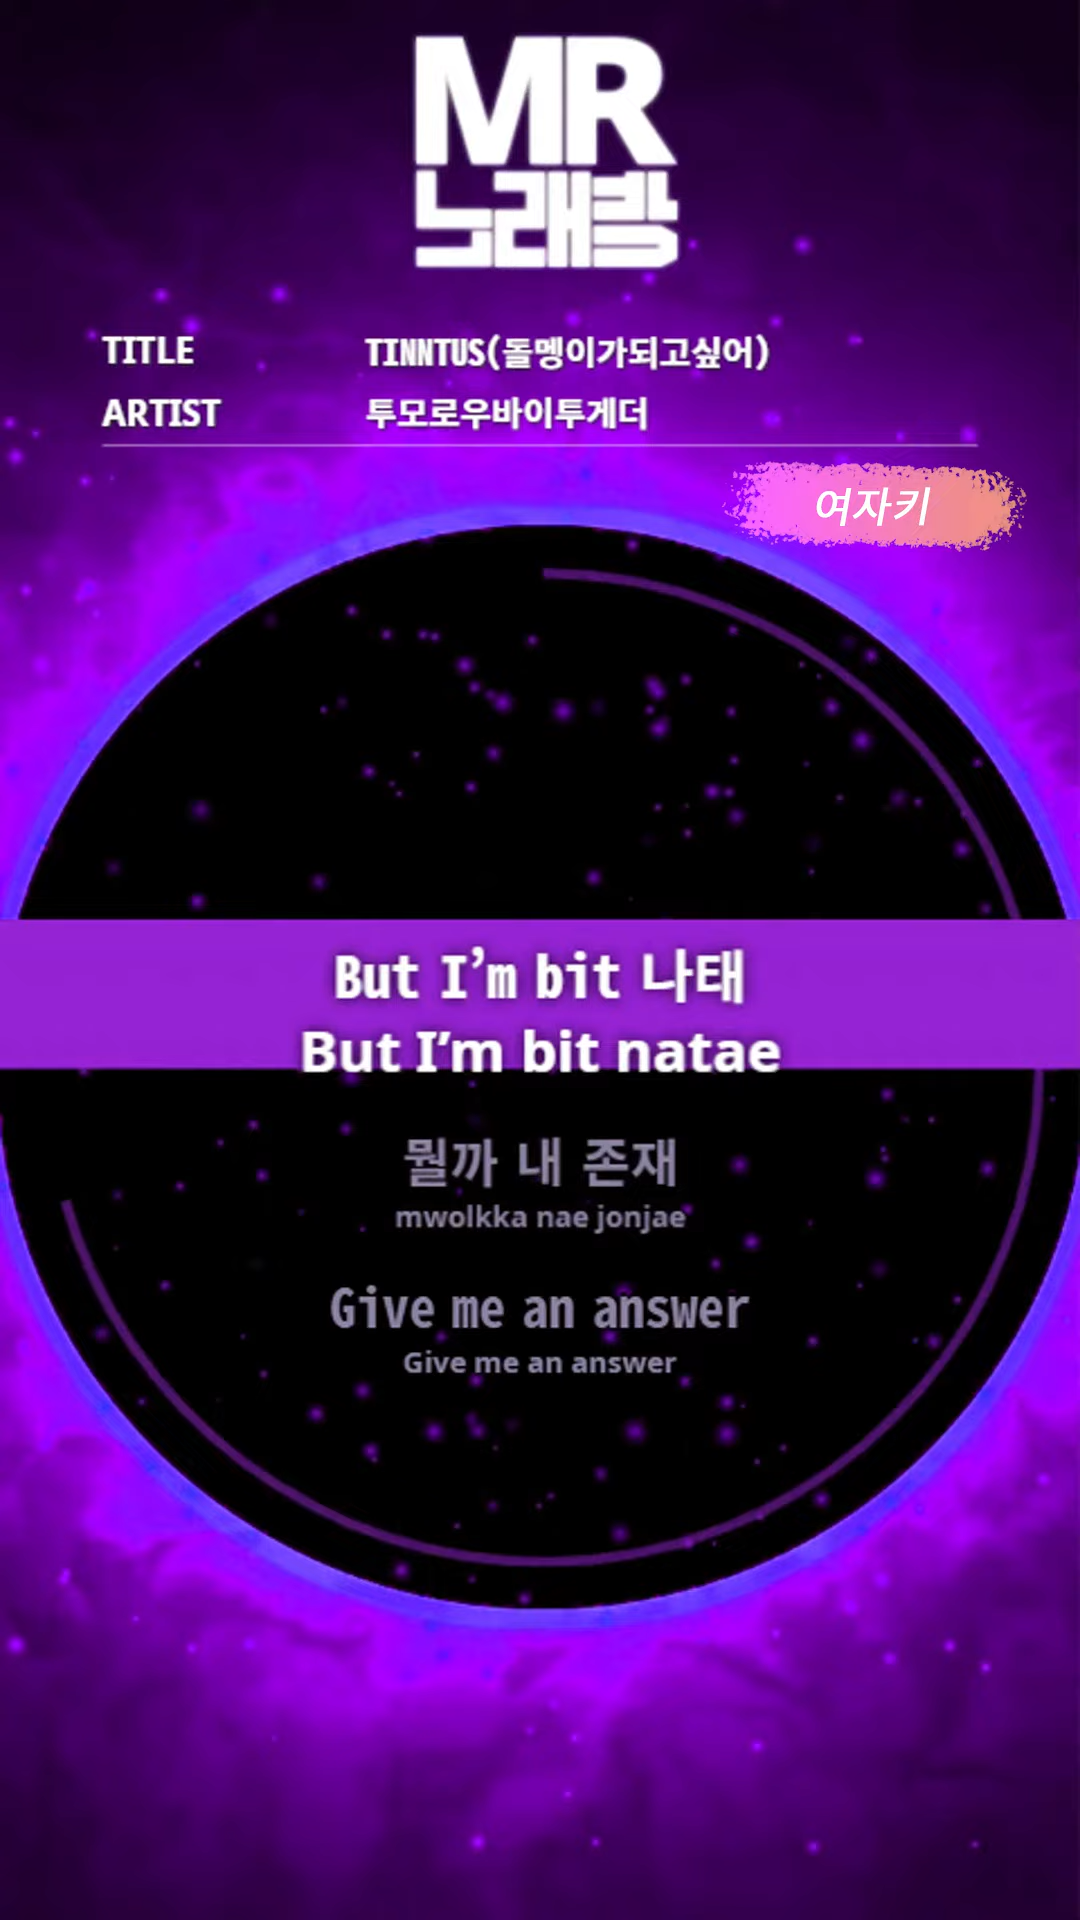 MR
노래방
TITLE TINNTUS(돌멩이가되고싶어)
ARTIST 투모로우바이투게더
여자키
But I’m bit 나태
But I’m bit natae
뭘까 내 존재
mwolkka nae jonjae
Give me an answer
Give me an answer